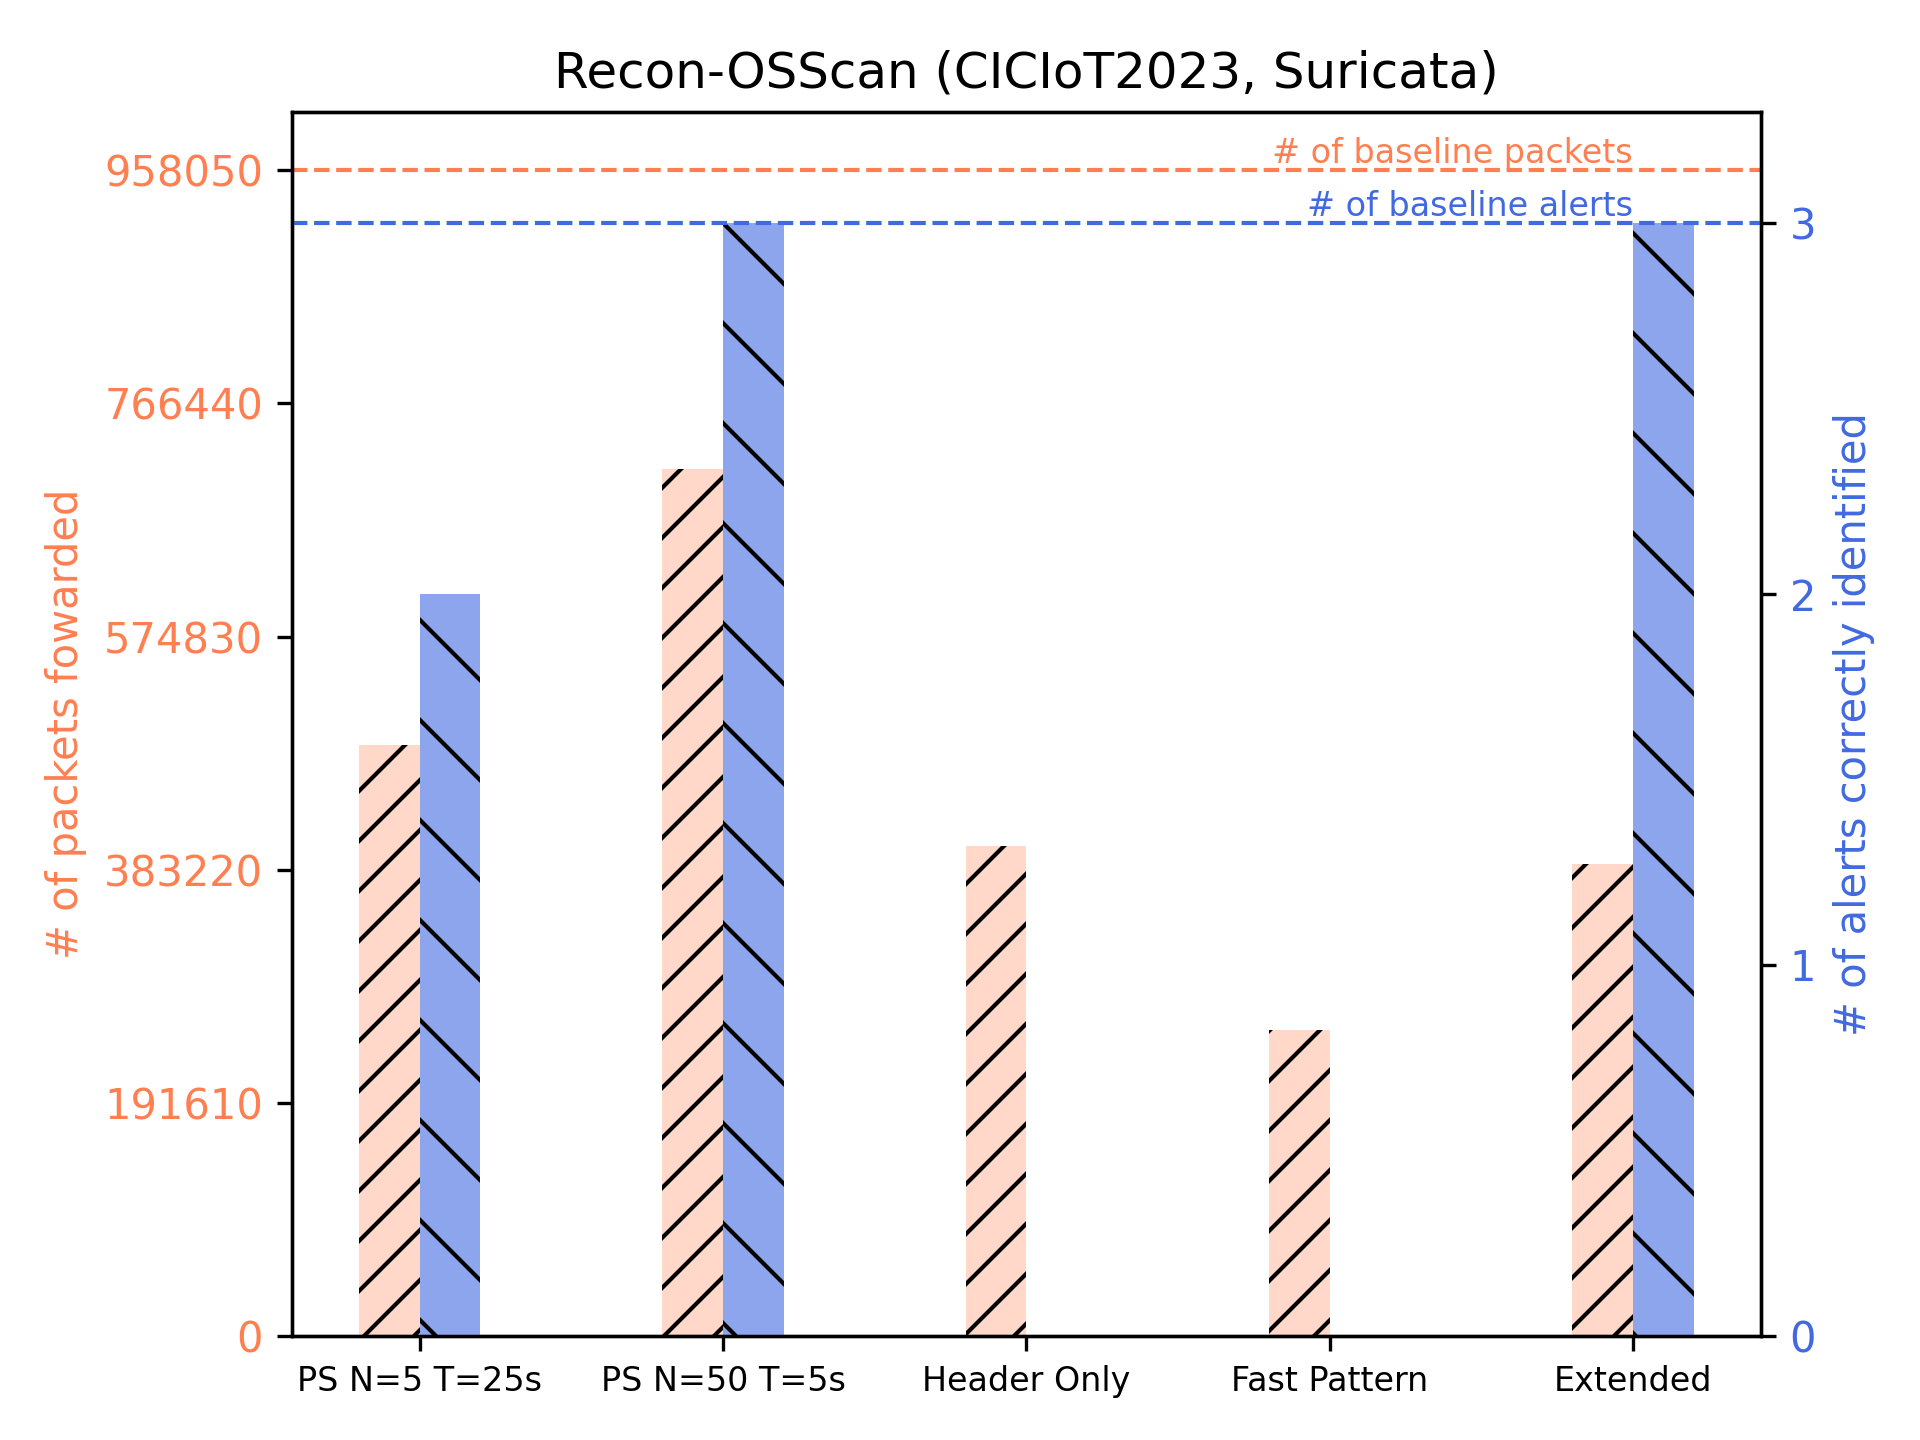 Recon-OSScan (CICIoT2023, Suricata)
# of baseline packets
# of baseline alerts
958050
766440
574830
383220
191610
0
# of packets fowarded
3
2
1
0
# of alerts correctly identified
PS N=5 T=25s
PS N=50 T=5s
Header Only
Fast Pattern
Extended